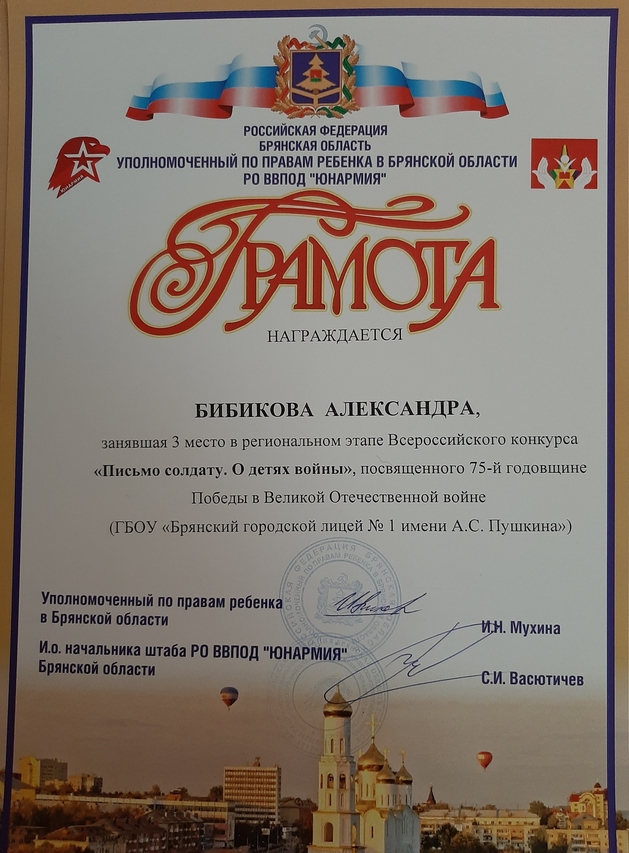 РОССИЙСКАЯ ФЕДЕРАЦИЯ
БРЯНСКАЯ ОБЛАСТЬ
УПОЛНОМОЧЕННЫЙ ПО ПРАВАМ РЕБЕНКА В БРЯНСКОЙ ОБЛАСТИ
РО ВВПОД "ЮНАРМИЯ"
ЮНАРМИЯ
ГРАМОТА
НАГРАЖДАЕТСЯ
БИБИКОВА АЛЕКСАНДРА,
занявшая 3 место в региональном этапе Всероссийского конкурса
«Письмо солдату. О детях войны», посвященного 75-й годовщине
Победы в Великой Отечественной войне
(ГБОУ «Брянский городской лицей № 1 имени А.С. Пушкина»)
Уполномоченный по правам ребенка
в Брянской области
И.Н. Мухина
И.о. начальника штаба РО ВВПОД "ЮНАРМИЯ"
Брянской области
С.И. Васютичев